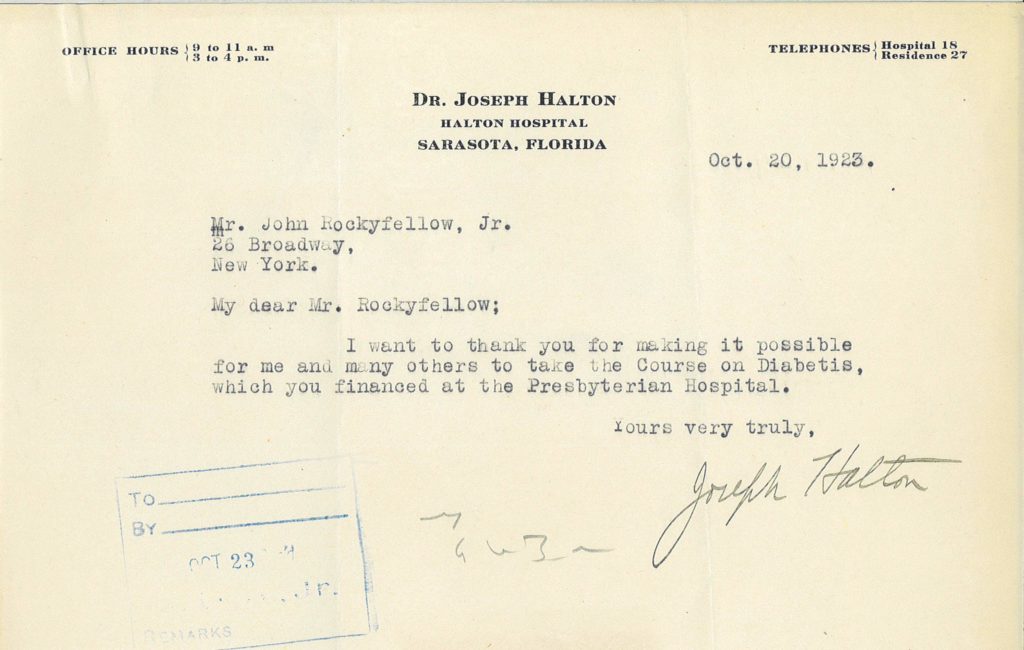 OFFICE HOURS 9 to 11 a. m
3 to 4 p. m.
TELEPHONES Hospital 18
Residence 27
DR. JOSEPH HALTON
HALTON HOSPITAL
SARASOTA, FLORIDA
Oct. 20, 1923.
Mr. John Rockyfellow, Jr.
26 Broadway,
New York.
My dear Mr. Rockyfellow;
I want to thank you for making it possible
for me and many others to take the Course on Diabetis,
which you financed at the Presbyterian Hospital.
Yours very truly,
Joseph Halton
TO
BY
OCT 23
Jr.
REMARKS